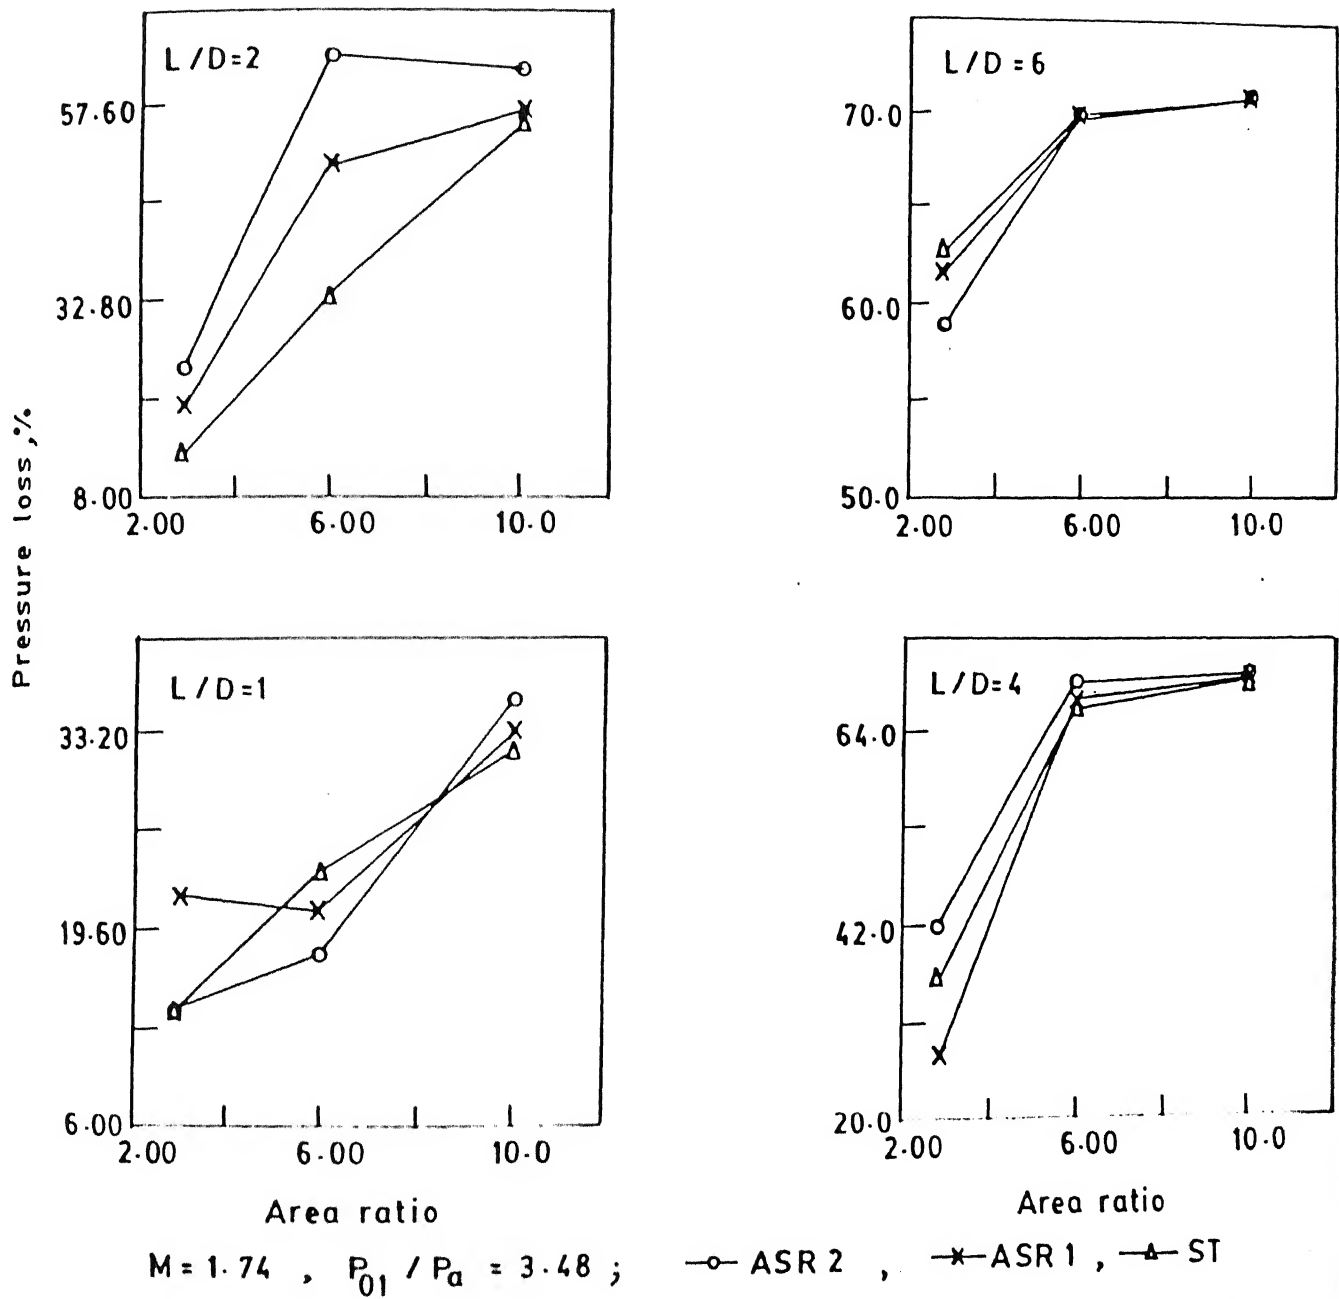 Pressure loss,%
L/D=2
57.60
32.80
8.00
2.00 6.00 10.0
L/D=6
70.0
60.0
50.0
2.00 6.00 10.0
L/D=1
33.20
19.60
6.00
2.00 6.00 10.0
Area ratio
L/D=4
64.0
42.0
20.0
2.00 6.00 10.0
Area ratio
M=1.74 , P01 / Pa = 3.48 ; ASR 2 , ASR 1 , ST